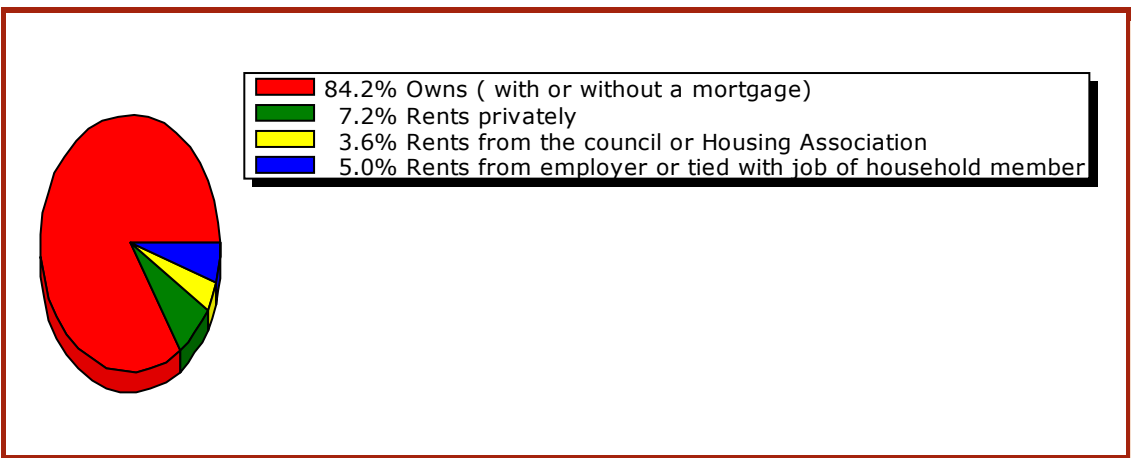 84.2% Owns ( with or without a mortgage)
7.2% Rents privately
3.6% Rents from the council or Housing Association
5.0% Rents from employer or tied with job of household member